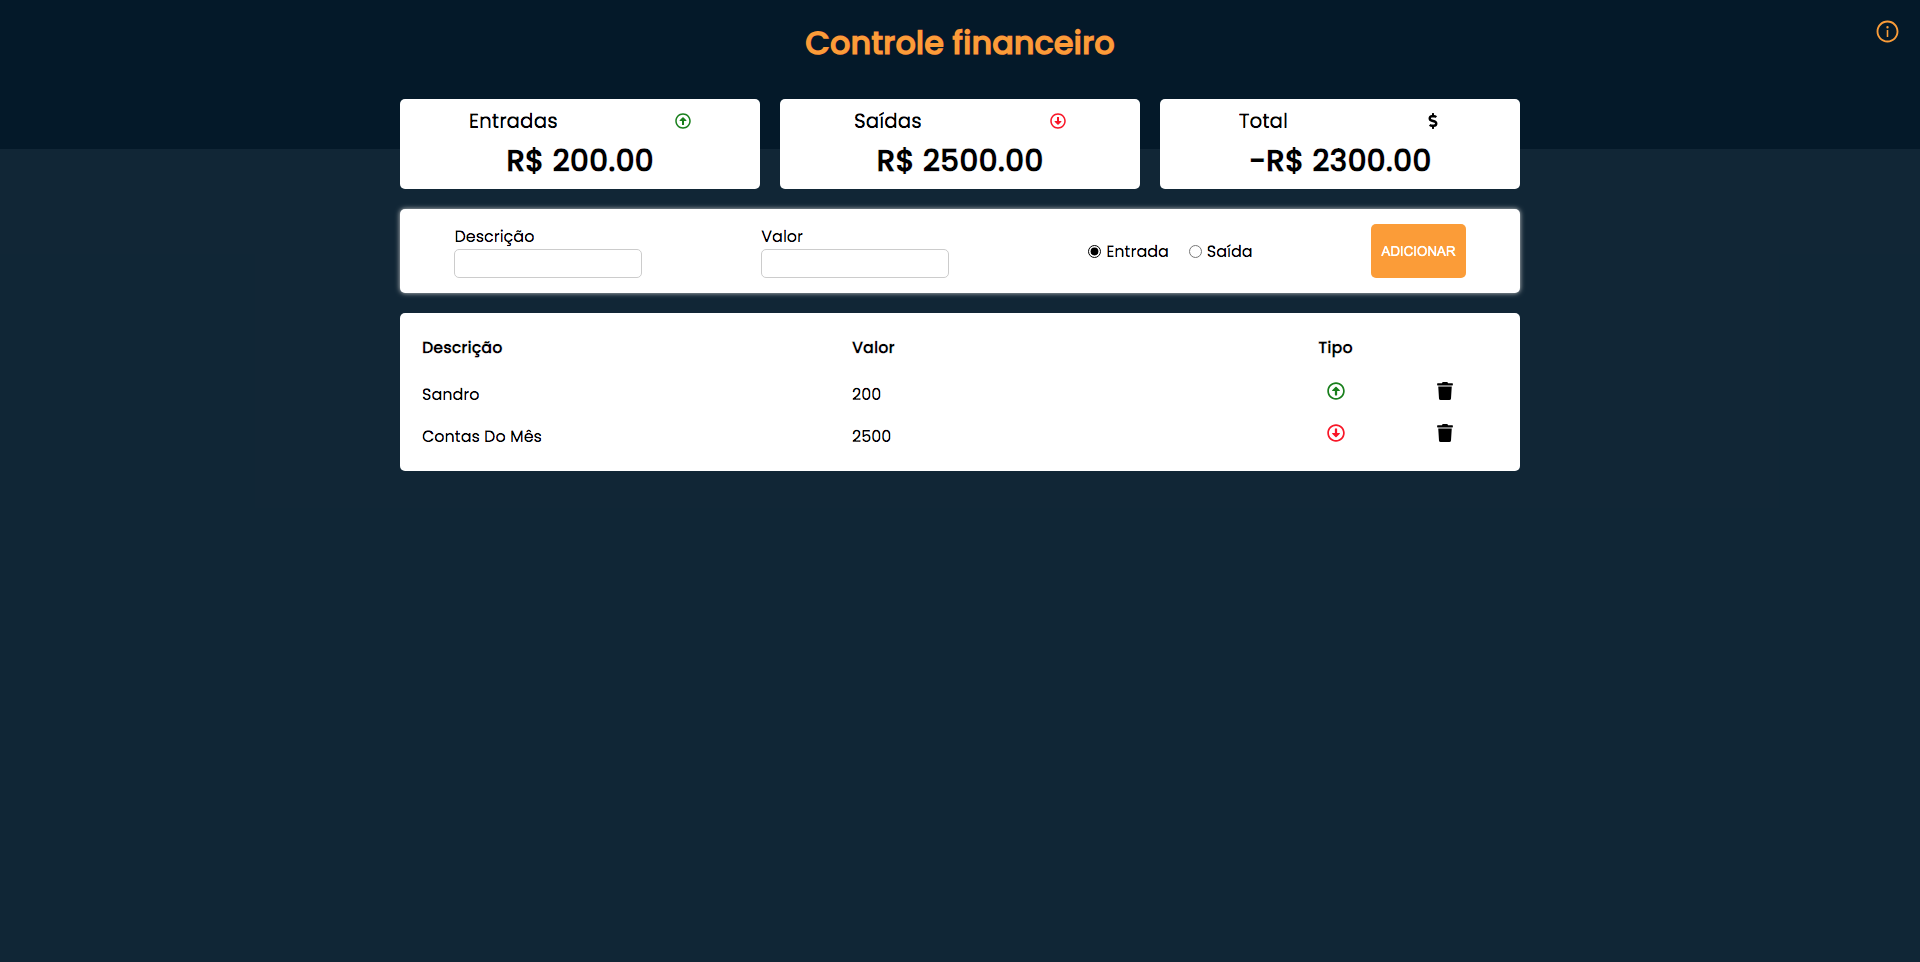 Controle financeiro
Entradas
R$ 200.00
Saídas
R$ 2500.00
Total $
-R$ 2300.00
Descrição
Valor
Entrada Saída
ADICIONAR
Descrição Valor Tipo
Sandro 200
Contas Do Mês 2500